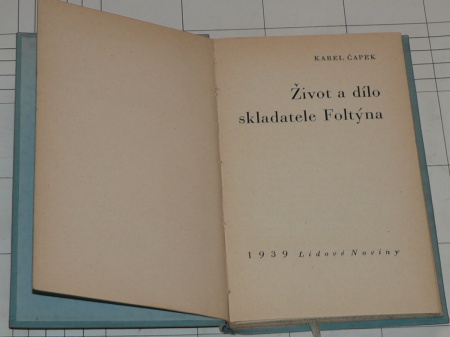 KAREL ČAPEK
Život a dílo
skladatele Foltýna
1939 Lidové Noviny